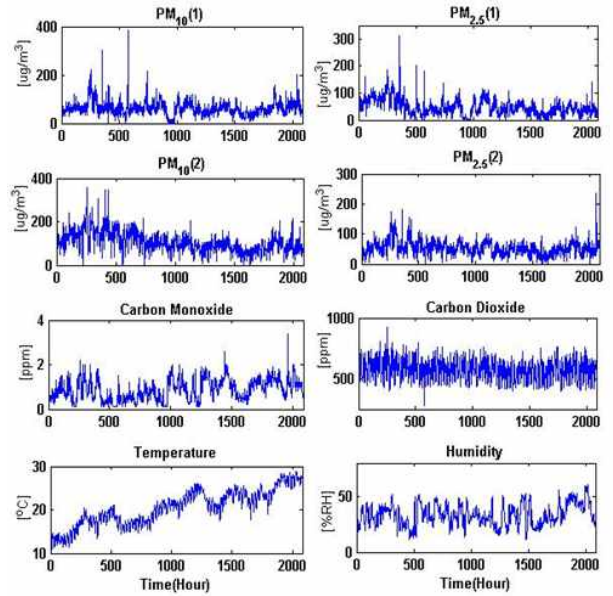 PM10(1)
[ug/m3]
400
200
0
0 500 1000 1500 2000
PM2.5(1)
[ug/m3]
300
200
100
0
0 500 1000 1500 2000
PM10(2)
[ug/m3]
400
200
0
0 500 1000 1500 2000
PM2.5(2)
[ug/m3]
300
200
100
0
0 500 1000 1500 2000
Carbon Monoxide
[ppm]
4
2
0
0 500 1000 1500 2000
Carbon Dioxide
[ppm]
1000
500
0 500 1000 1500 2000
Temperature
[oC]
30
20
10
0 500 1000 1500 2000
Time(Hour)
Humidity
[%RH]
50
0
0 500 1000 1500 2000
Time(Hour)